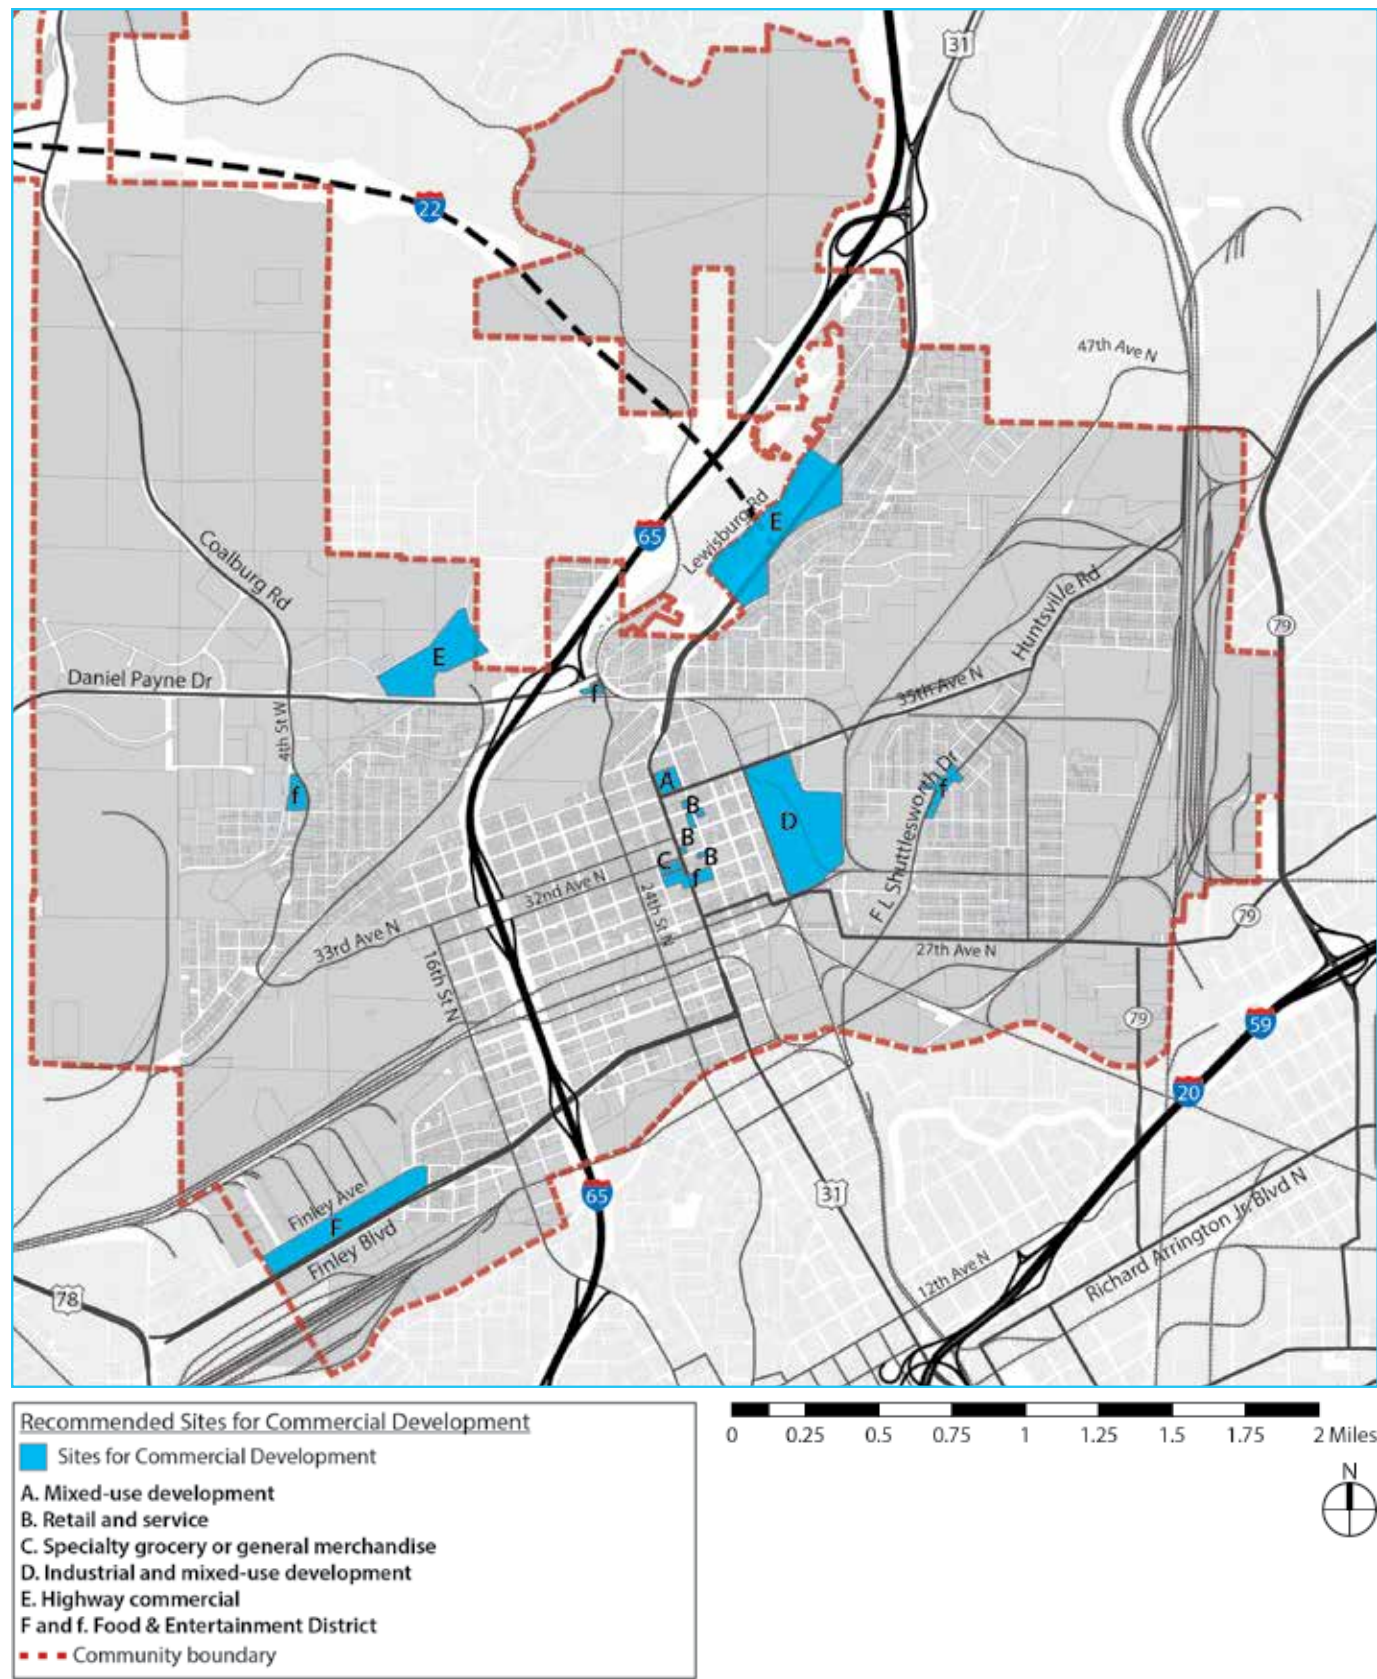 31
22
47th Ave N
65
Lewisburg Rd
E
Coalburg Rd
Huntsville Rd
79
E
Daniel Payne Dr
f
35th Ave N
4th St W
A
f
B
F L Shuttlesworth Dr
f
D
B
B
C
f
32nd Ave N
24th St N
33rd Ave N
79
27th Ave N
16th St N
79
59
20
Finley Ave
65
31
F
Finley Blvd
Richard Arrington Jr. Blvd N
12th Ave N
78
Recommended Sites for Commercial Development
Sites for Commercial Development
A. Mixed-use development
B. Retail and service
C. Specialty grocery or general merchandise
D. Industrial and mixed-use development
E. Highway commercial
F and f. Food & Entertainment District
Community boundary
0 0.25 0.5 0.75 1 1.25 1.5 1.75 2 Miles
N